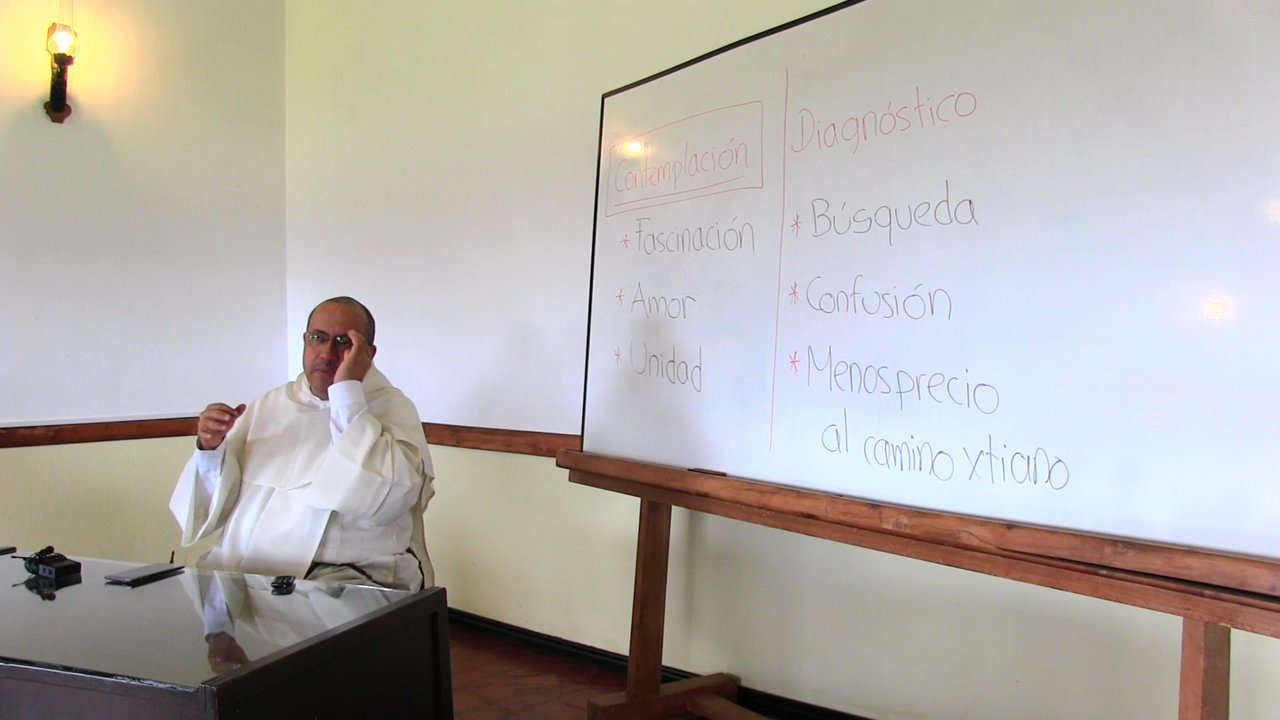 Contemplación
* Fascinación
* Amor
* Unidad
Diagnóstico
* Búsqueda
* Confusión
* Menosprecio
al camino xtiano